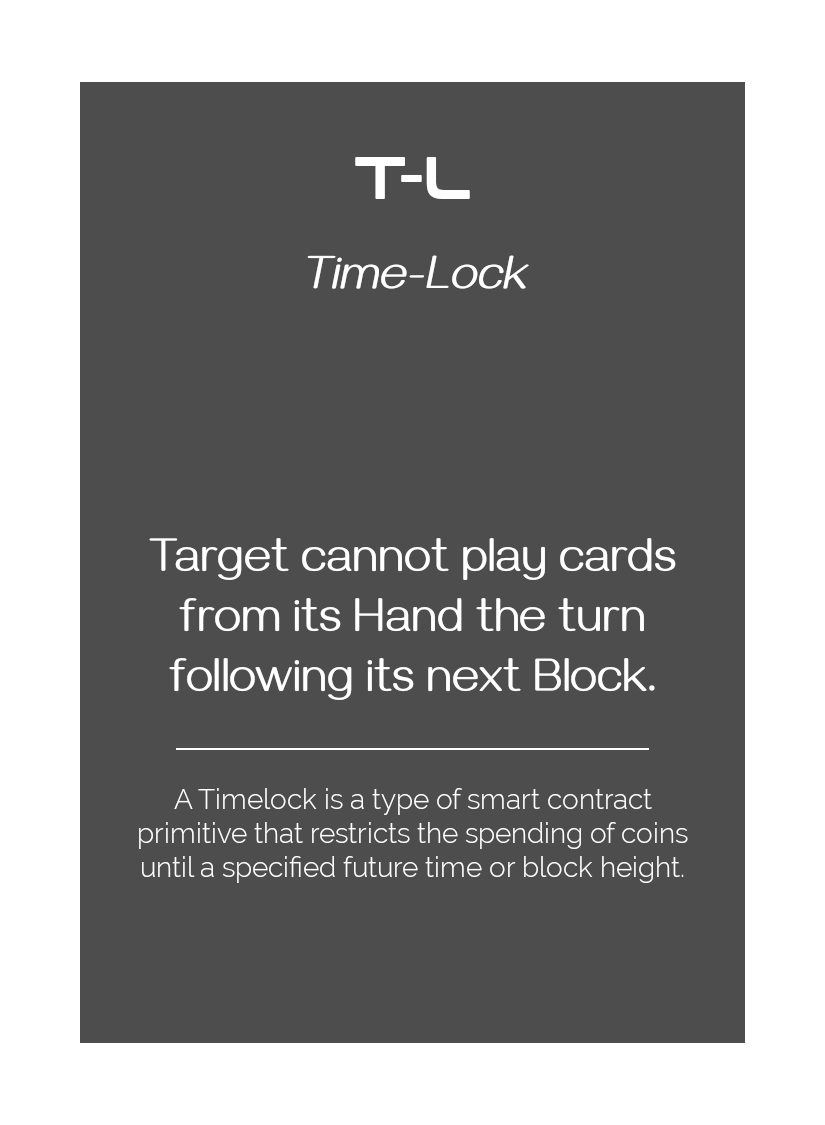 T-L
Time-Lock
Target cannot play cards
from its Hand the turn
following its next Block.
A Timelock is a type of smart contract
primitive that restricts the spending of coins
until a specified future time or block height.